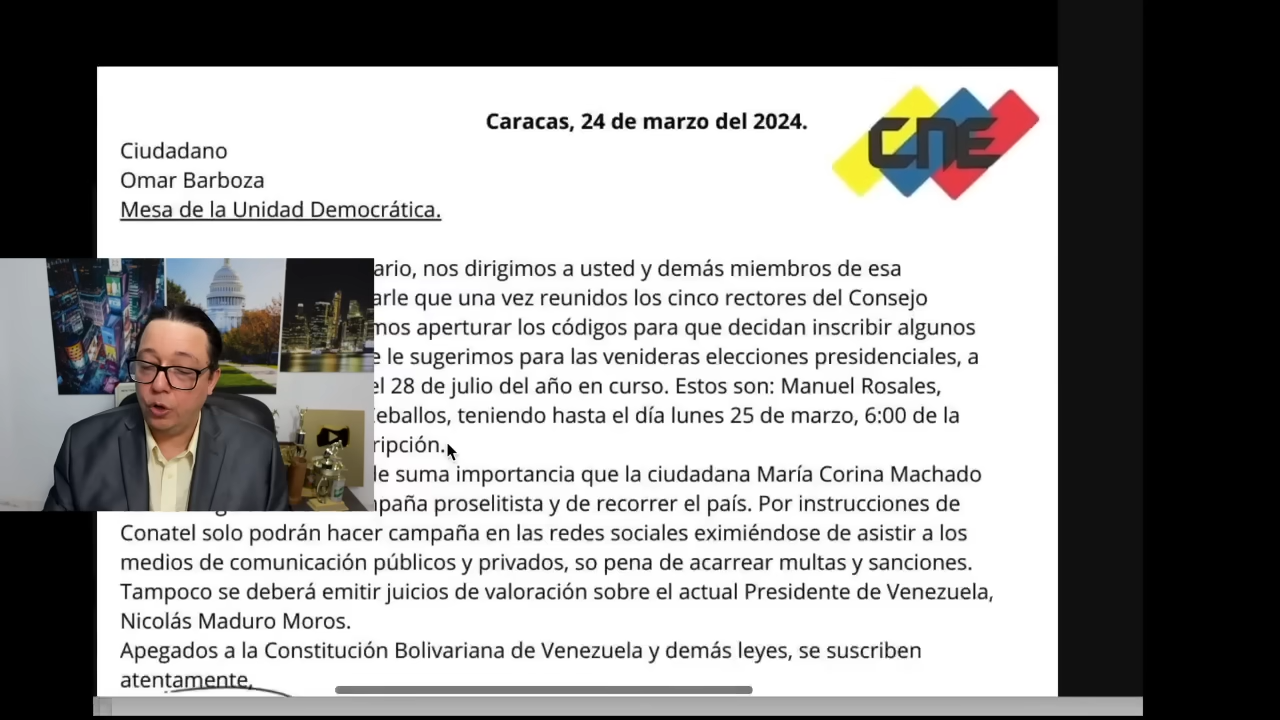 Caracas, 24 de marzo del 2024.
CNE
Ciudadano
Omar Barboza
Mesa de la Unidad Democrática.
ario, nos dirigimos a usted y demás miembros de esa
arle que una vez reunidos los cinco rectores del Consejo
mos aperturar los códigos para que decidan inscribir algunos
e le sugerimos para las venideras elecciones presidenciales, a
el 28 de julio del año en curso. Estos son: Manuel Rosales,
Ceballos, teniendo hasta el día lunes 25 de marzo, 6:00 de la
ripción.
de suma importancia que la ciudadana María Corina Machado
mpaña proselitista y de recorrer el país. Por instrucciones de
Conatel solo podrán hacer campaña en las redes sociales eximiéndose de asistir a los
medios de comunicación públicos y privados, so pena de acarrear multas y sanciones.
Tampoco se deberá emitir juicios de valoración sobre el actual Presidente de Venezuela,
Nicolás Maduro Moros.
Apegados a la Constitución Bolivariana de Venezuela y demás leyes, se suscriben
atentamente,